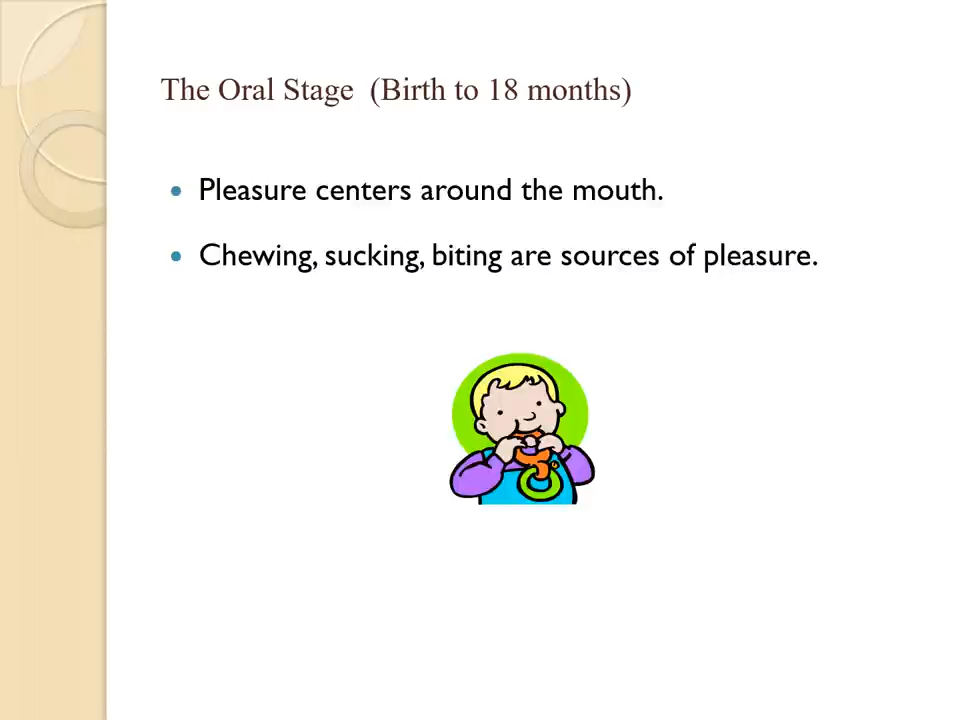 The Oral Stage (Birth to 18 months)
Pleasure centers around the mouth.
Chewing, sucking, biting are sources of pleasure.